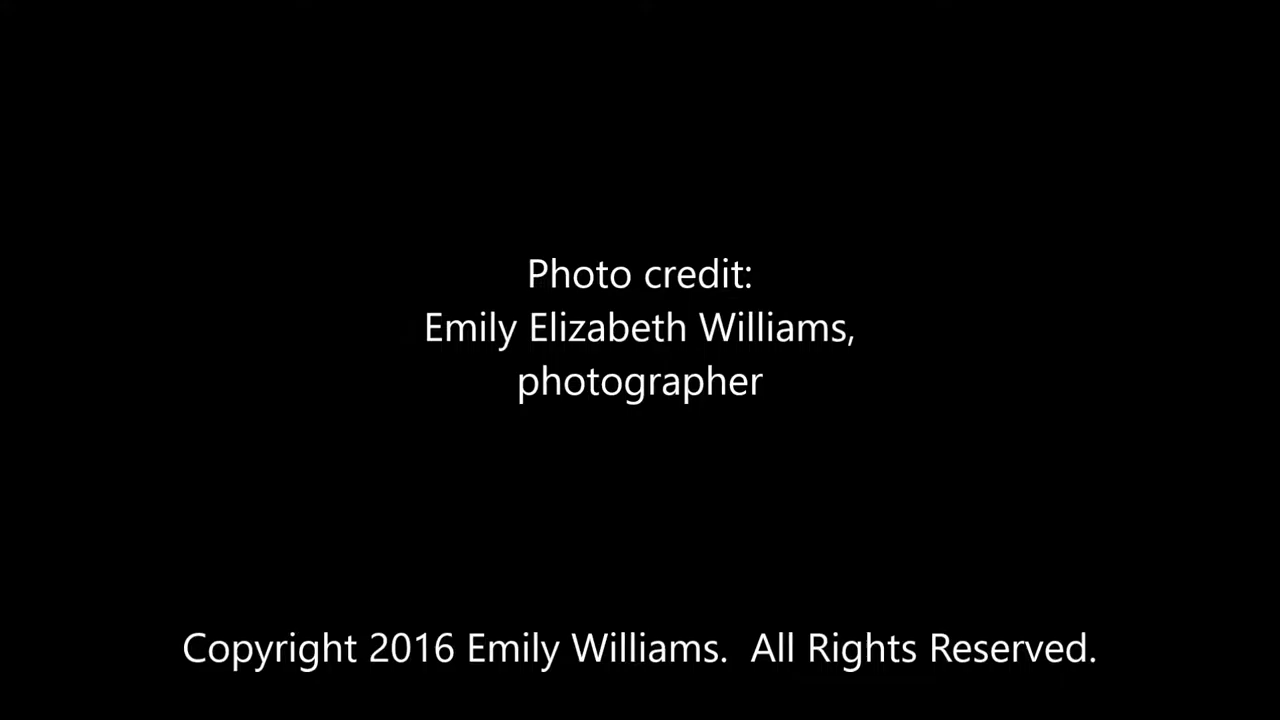 Photo credit:
Emily Elizabeth Williams,
photographer
Copyright 2016 Emily Williams.  All Rights Reserved.